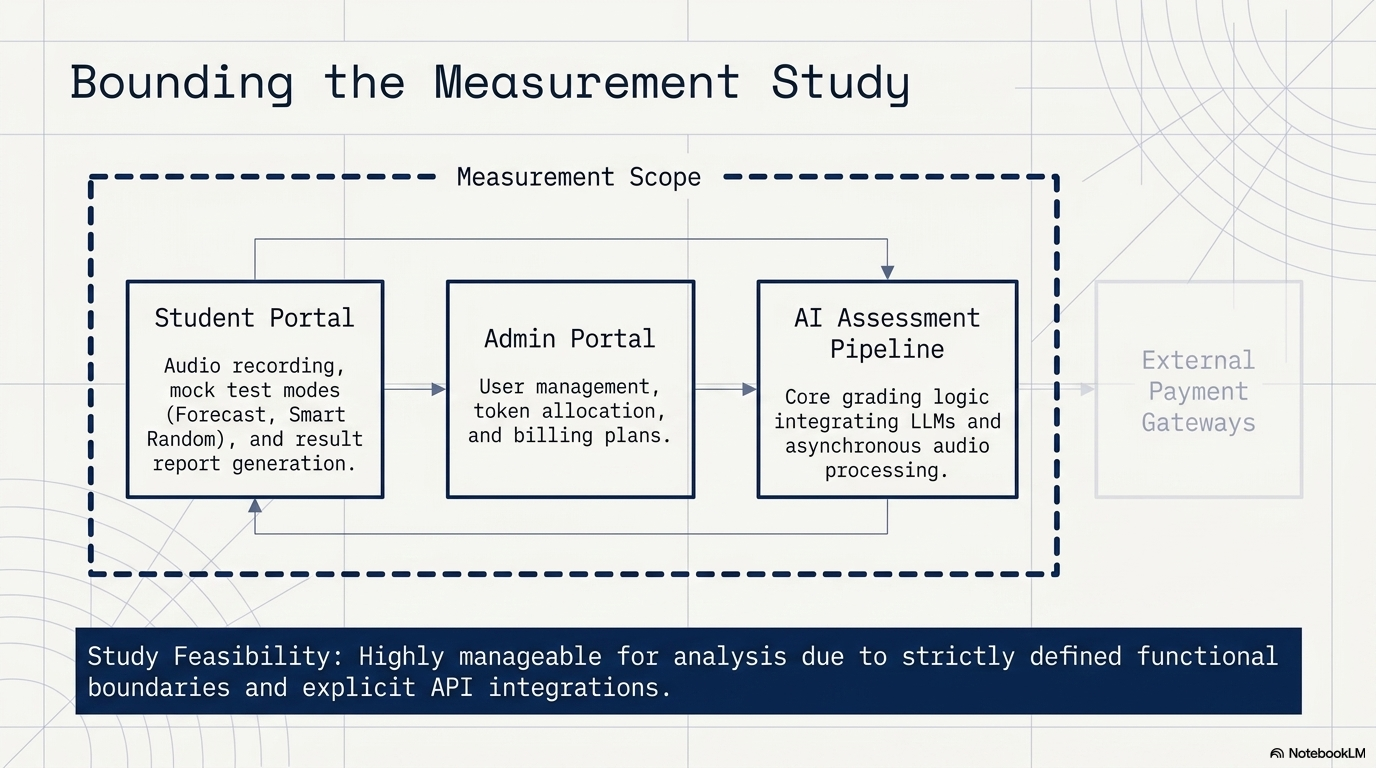 Bounding the Measurement Study
Measurement Scope
Student Portal
Audio recording,
mock test modes
(Forecast, Smart
Random), and result
report generation.
Admin Portal
User management,
token allocation,
and billing plans.
AI Assessment
Pipeline
Core grading logic
integrating LLMs and
asynchronous audio
processing.
External
Payment
Gateways
Study Feasibility: Highly manageable for analysis due to strictly defined functional
boundaries and explicit API integrations.
NotebookLM